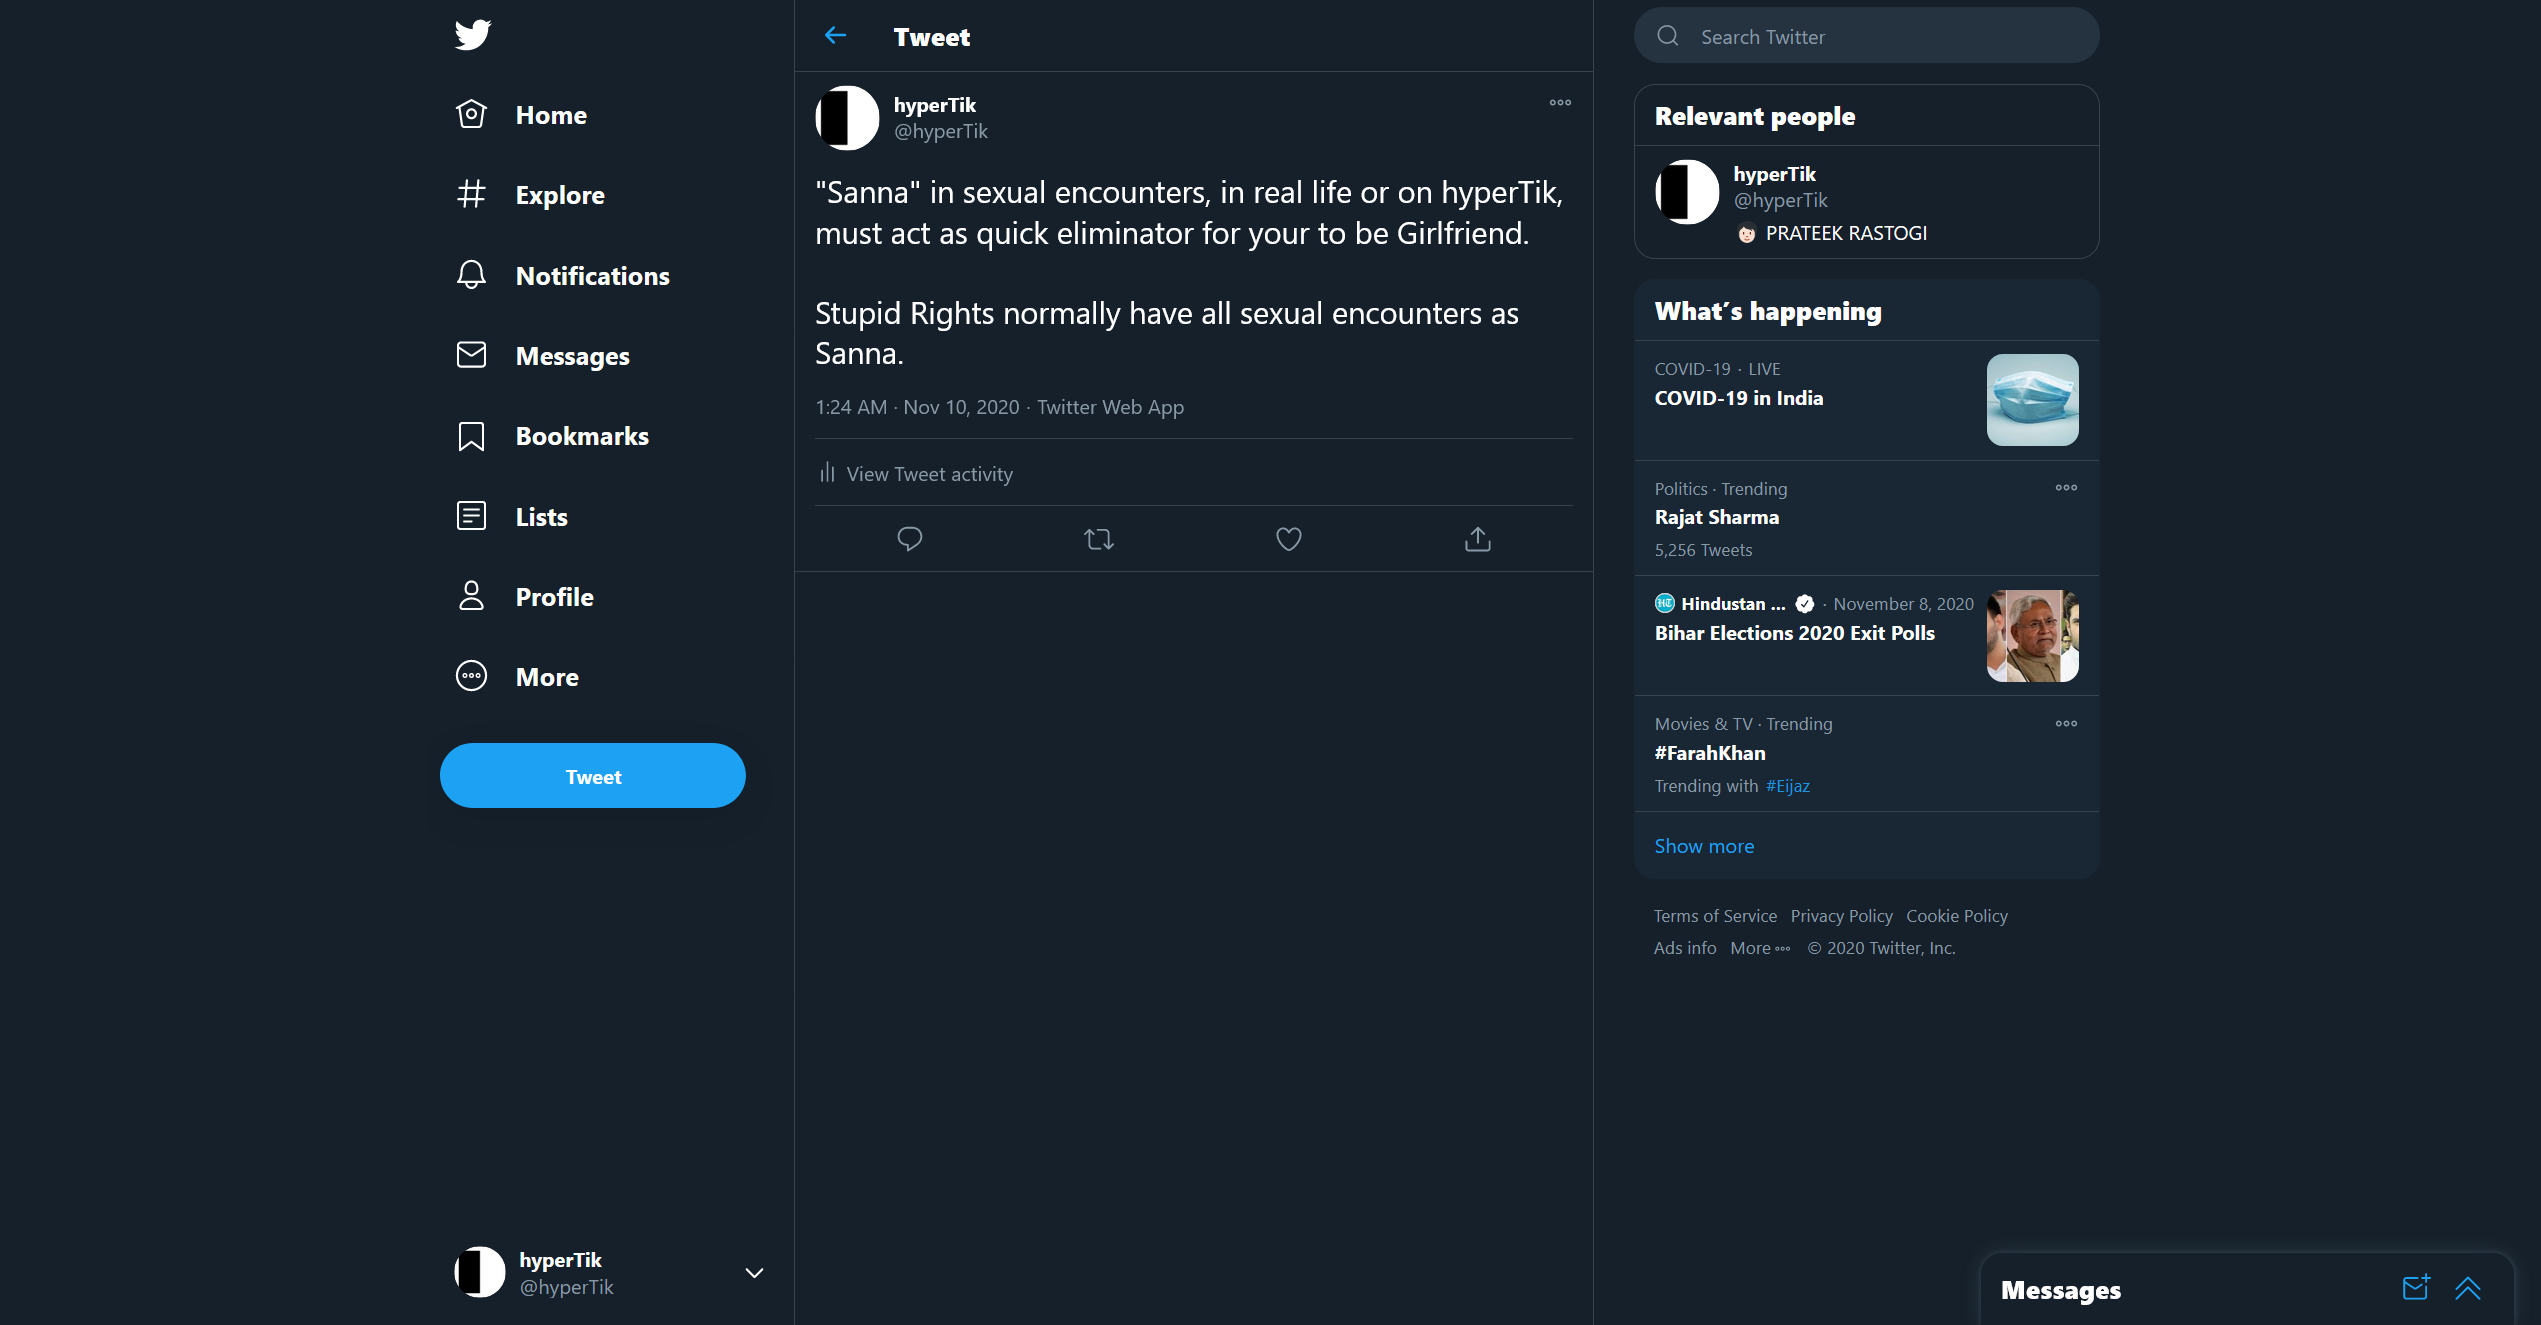 Home
Explore
Notifications
Messages
Bookmarks
Lists
Profile
More
Tweet
hyperTik
@hyperTik
Tweet
hyperTik
@hyperTik
"Sanna" in sexual encounters, in real life or on hyperTik,
must act as quick eliminator for your to be Girlfriend.
Stupid Rights normally have all sexual encounters as
Sanna.
1:24 AM · Nov 10, 2020 · Twitter Web App
View Tweet activity
Search Twitter
Relevant people
hyperTik
@hyperTik
PRATEEK RASTOGI
What's happening
COVID-19 · LIVE
COVID-19 in India
Politics · Trending
Rajat Sharma
5,256 Tweets
HT Hindustan ... · November 8, 2020
Bihar Elections 2020 Exit Polls
Movies & TV · Trending
#FarahKhan
Trending with #Eijaz
Show more
Terms of Service Privacy Policy Cookie Policy
Ads info More © 2020 Twitter, Inc.
Messages